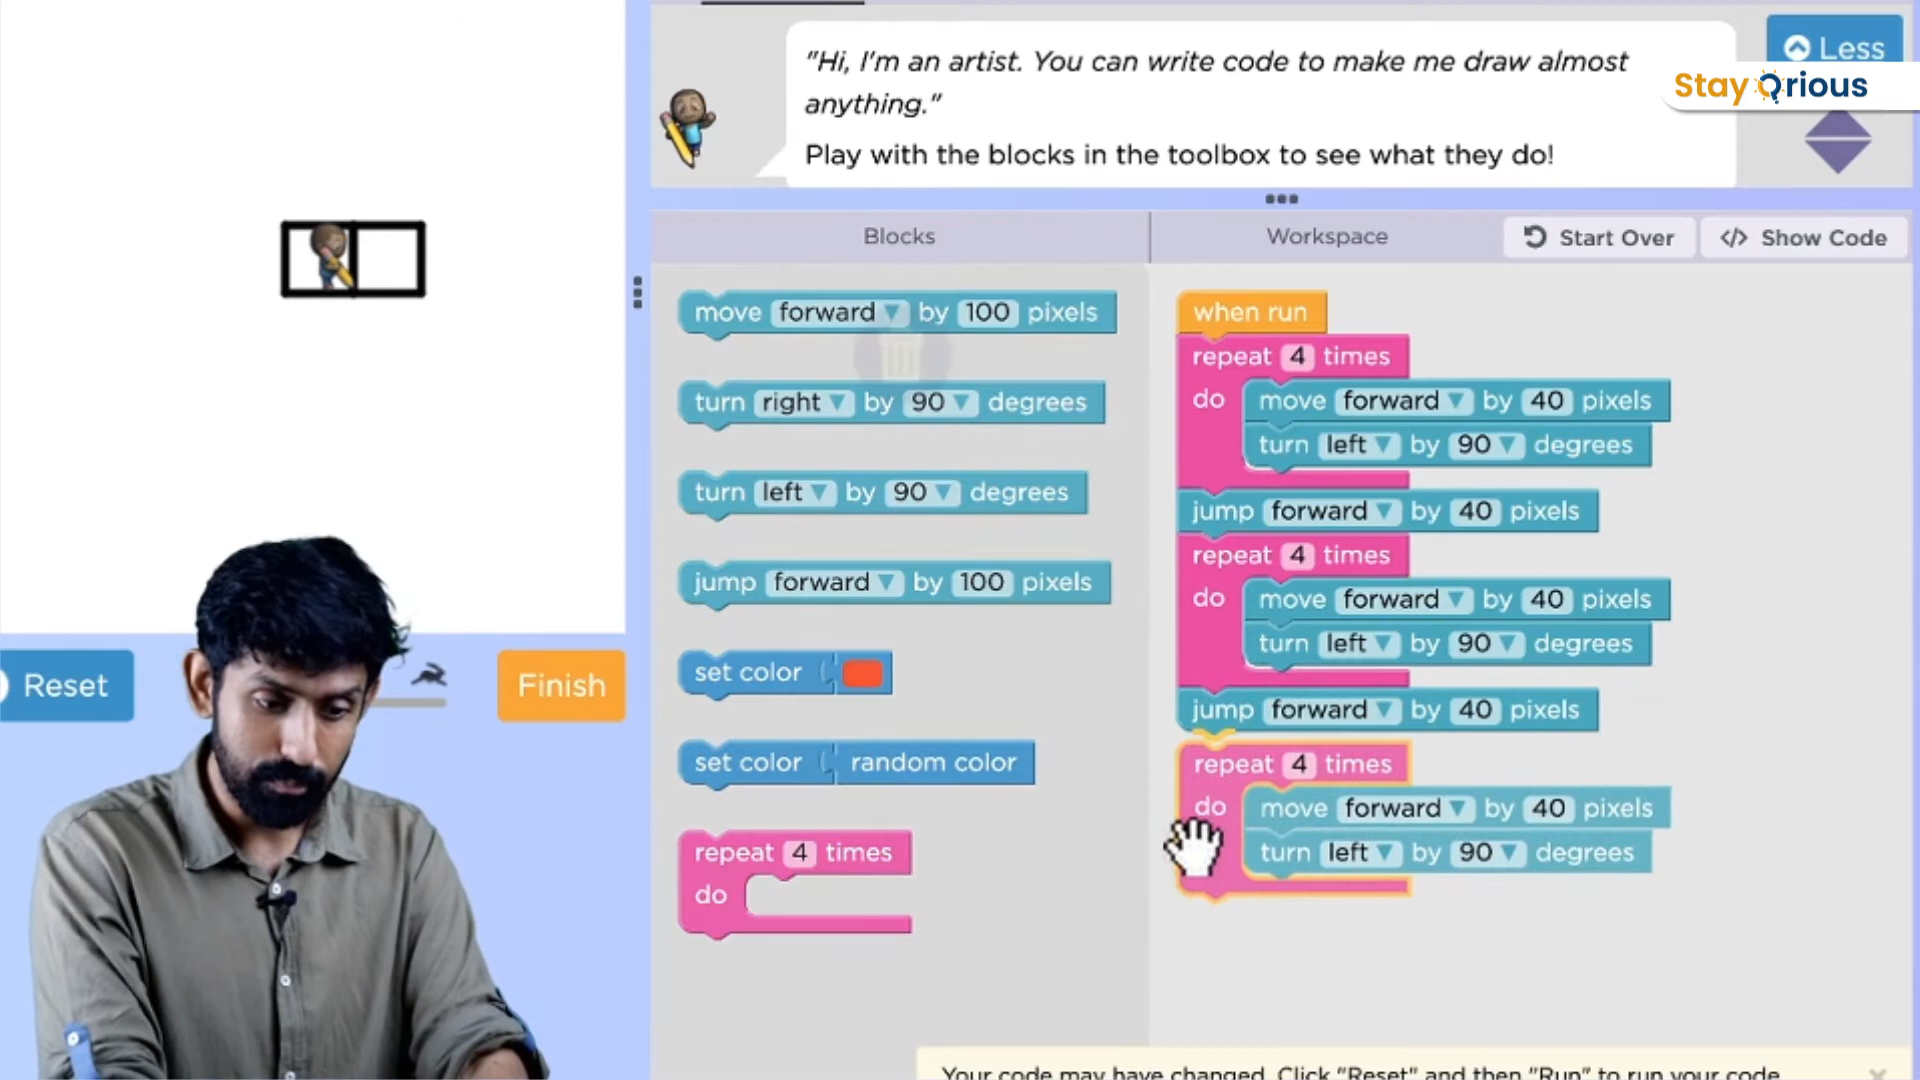 "Hi, I'm an artist. You can write code to make me draw almost
anything."
Play with the blocks in the toolbox to see what they do!
Less
Stay Qrious
Blocks
Workspace
Start Over
</> Show Code
move forward by 100 pixels
turn right by 90 degrees
turn left by 90 degrees
jump forward by 100 pixels
set color
set color random color
repeat 4 times
do
when run
repeat 4 times
do move forward by 40 pixels
turn left by 90 degrees
jump forward by 40 pixels
repeat 4 times
do move forward by 40 pixels
turn left by 90 degrees
jump forward by 40 pixels
repeat 4 times
do move forward by 40 pixels
turn left by 90 degrees
Reset
Finish
Your code may have changed. Click "Reset" and then "Run" to run your code